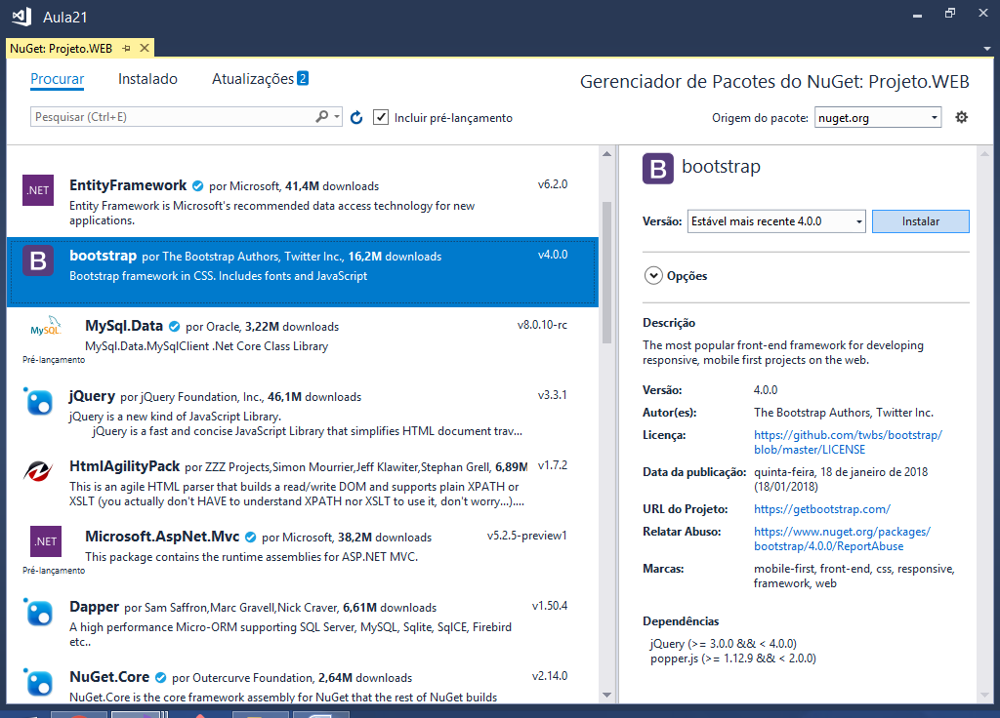 Aula21
NuGet: Projeto.WEB
Procurar Instalado Atualizações 2
Gerenciador de Pacotes do NuGet: Projeto.WEB
Pesquisar (Ctrl+E)
Incluir pré-lançamento
Origem do pacote: nuget.org
.NET
EntityFramework por Microsoft, 41,4M downloads
v6.2.0
Entity Framework is Microsoft's recommended data access technology for new
applications.
B
bootstrap por The Bootstrap Authors, Twitter Inc., 16,2M downloads
v4.0.0
Bootstrap framework in CSS. Includes fonts and JavaScript
MySQL
MySql.Data por Oracle, 3,22M downloads
v8.0.10-rc
MySql.Data.MySqlClient .Net Core Class Library
Pré-lançamento
jQuery por jQuery Foundation, Inc., 46,1M downloads
v3.3.1
jQuery is a new kind of JavaScript Library.
jQuery is a fast and concise JavaScript Library that simplifies HTML document trav...
HtmlAgilityPack por ZZZ Projects,Simon Mourrier,Jeff Klawiter,Stephan Grell, 6,89M
v1.7.2
This is an agile HTML parser that builds a read/write DOM and supports plain XPATH or
XSLT (you actually don't HAVE to understand XPATH nor XSLT to use it, don't worry...)....
.NET
Microsoft.AspNet.Mvc por Microsoft, 38,2M downloads
v5.2.5-preview1
This package contains the runtime assemblies for ASP.NET MVC.
Pré-lançamento
Dapper por Sam Saffron,Marc Gravell,Nick Craver, 6,61M downloads
v1.50.4
A high performance Micro-ORM supporting SQL Server, MySQL, Sqlite, SqlCE, Firebird
etc..
NuGet.Core por Outercurve Foundation, 2,64M downloads
v2.14.0
NuGet.Core is the core framework assembly for NuGet that the rest of NuGet builds
B
bootstrap
Versão: Estável mais recente 4.0.0 Instalar
Opções
Descrição
The most popular front-end framework for developing
responsive, mobile first projects on the web.
Versão: 4.0.0
Autor(es): The Bootstrap Authors, Twitter Inc.
Licença: https://github.com/twbs/bootstrap/
blob/master/LICENSE
Data da publicação: quinta-feira, 18 de janeiro de 2018
(18/01/2018)
URL do Projeto: https://getbootstrap.com/
Relatar Abuso: https://www.nuget.org/packages/
bootstrap/4.0.0/ReportAbuse
Marcas: mobile-first, front-end, css, responsive,
framework, web
Dependências
jQuery (>= 3.0.0 && < 4.0.0)
popper.js (>= 1.12.9 && < 2.0.0)